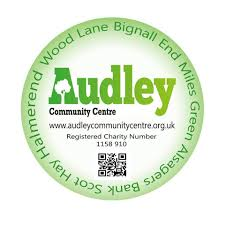 Wood Lane Bignall End Miles Green Alsagers Bank Scot Hay Halmerend
Audley
Community Centre
www.audleycommunitycentre.org.uk
Registered Charity Number
1158 910